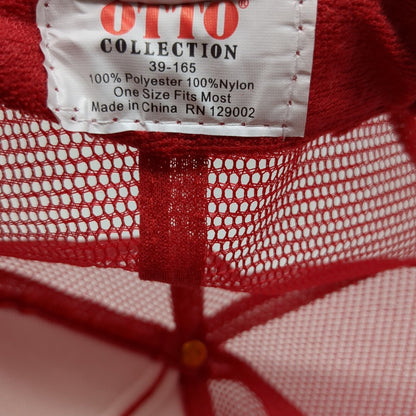 OTTO®
COLLECTION
39-165
100% Polyester 100%Nylon
One Size Fits Most
Made in China RN 129002